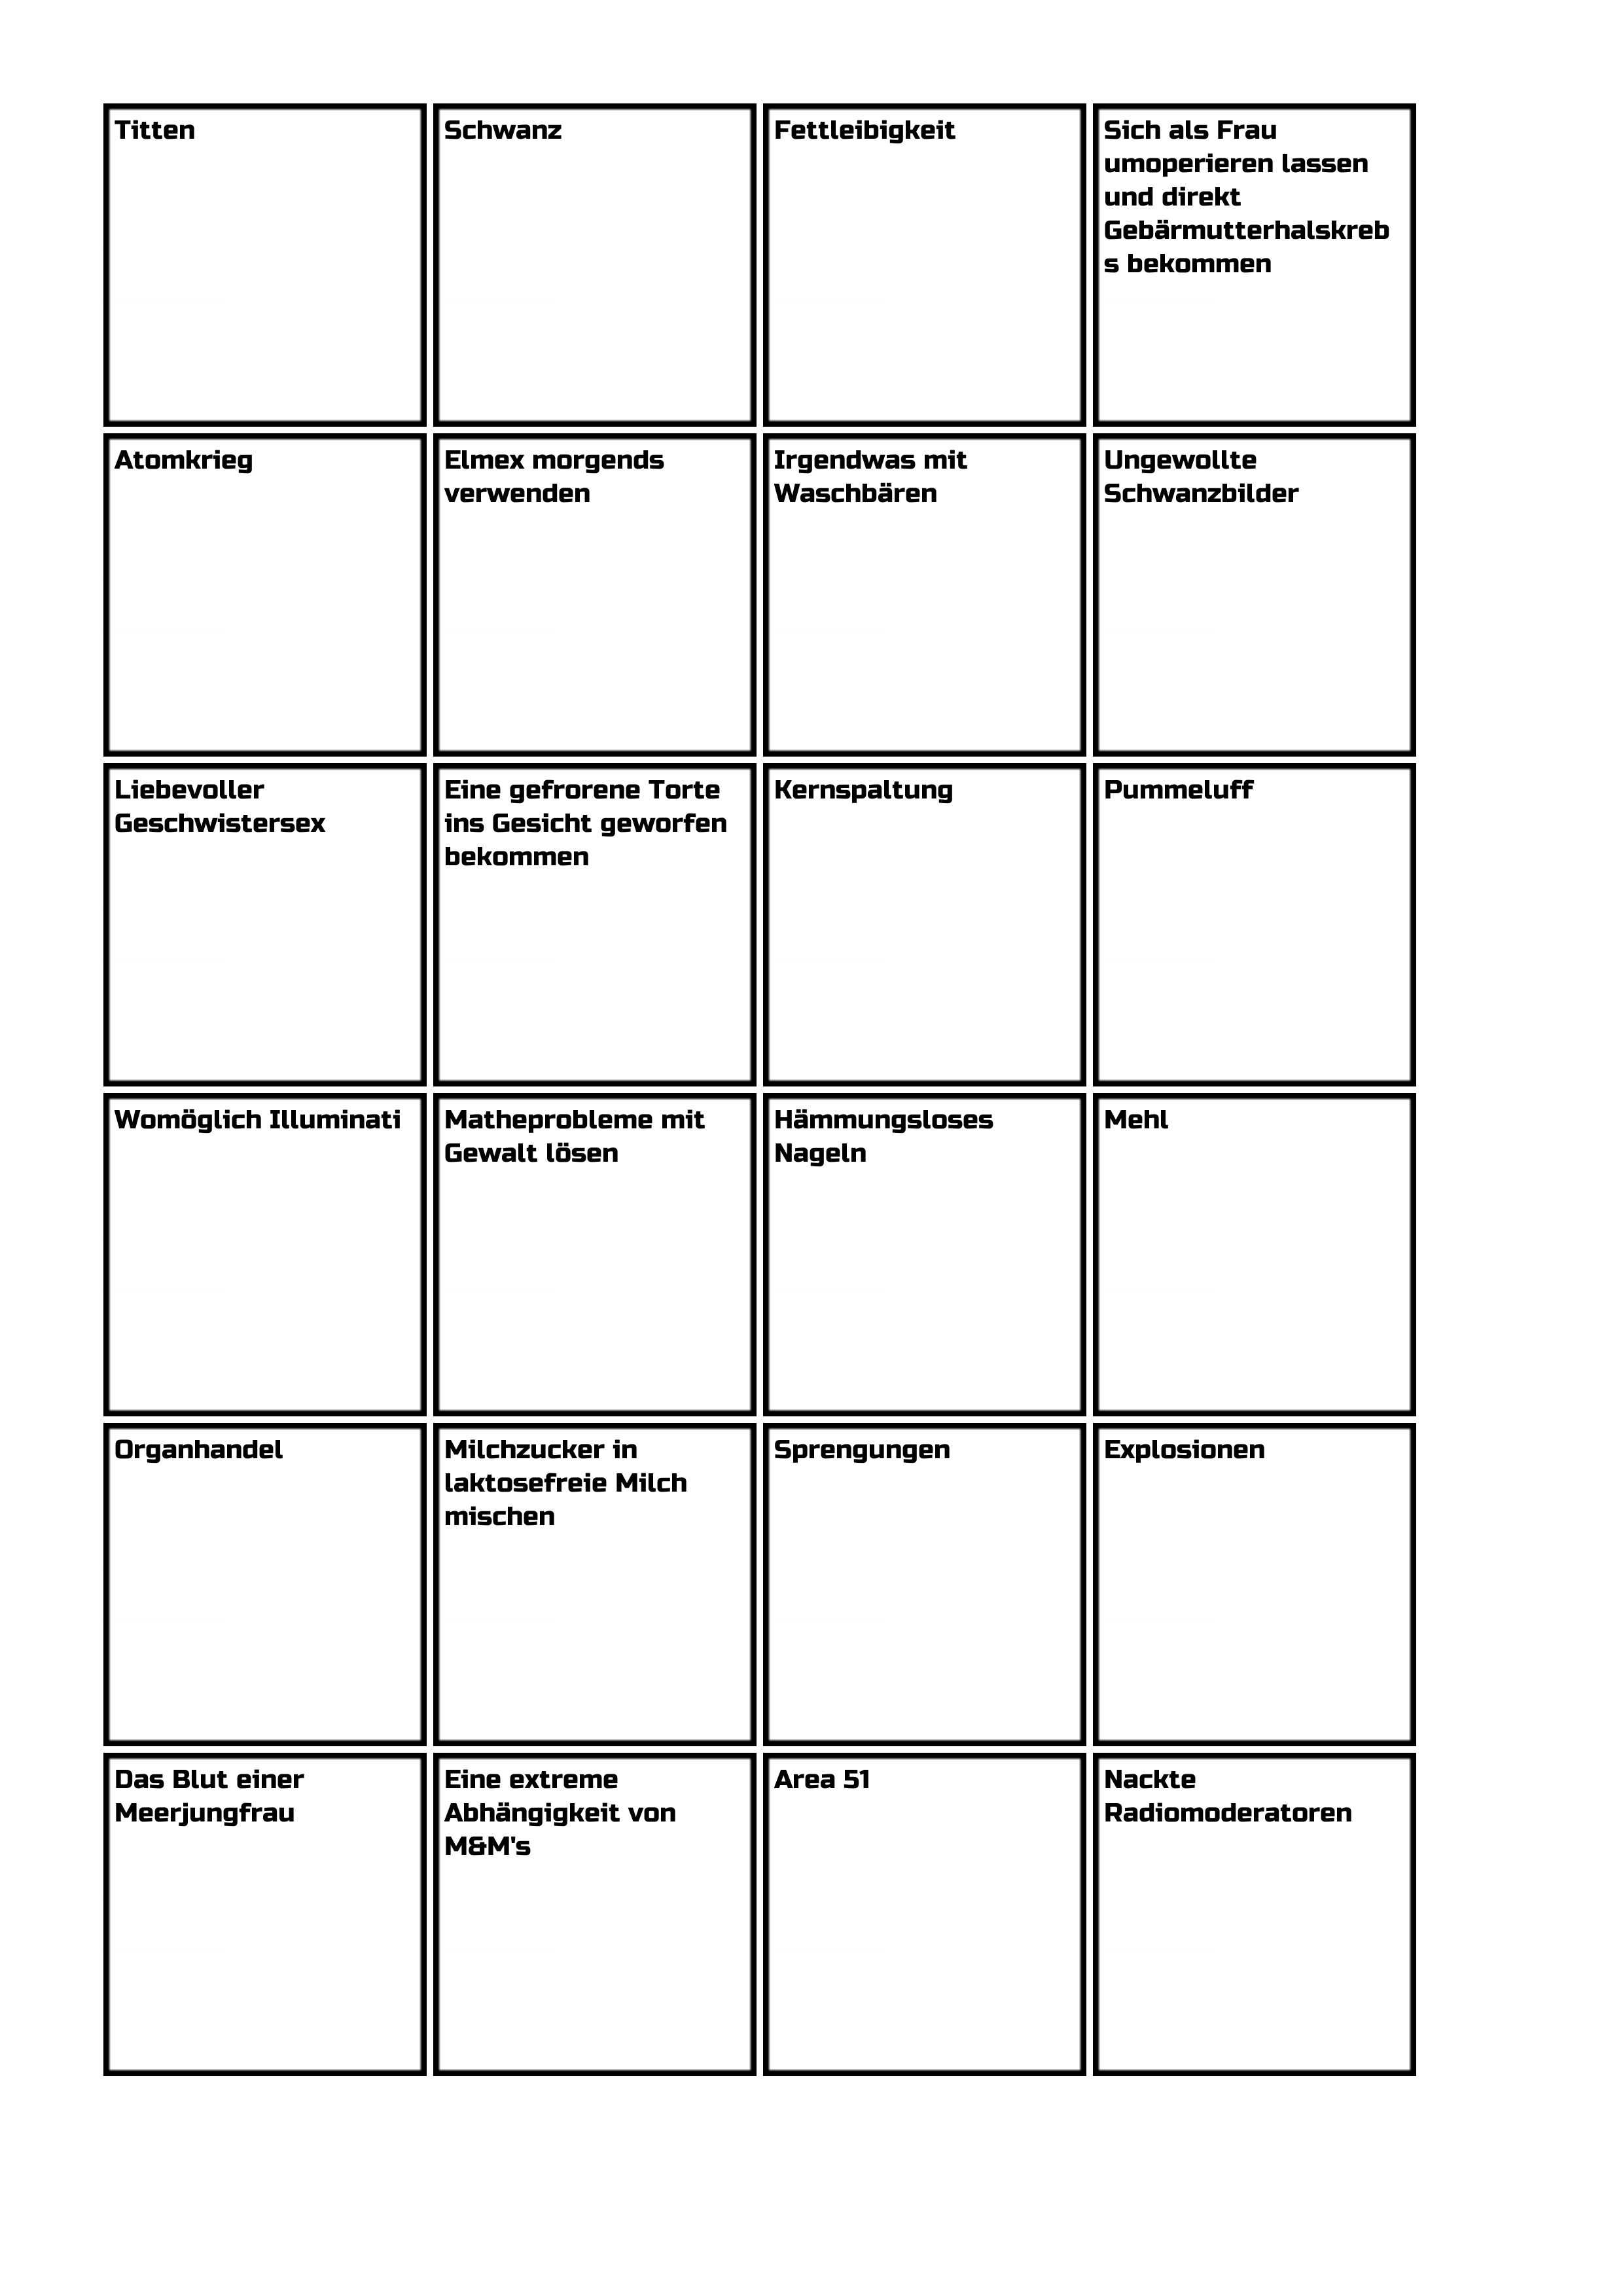 Titten
Schwanz
Fettleibigkeit
Sich als Frau
umoperieren lassen
und direkt
Gebärmutterhalskreb
s bekommen
Atomkrieg
Elmex morgends
verwenden
Irgendwas mit
Waschbären
Ungewollte
Schwanzbilder
Liebevoller
Geschwistersex
Eine gefrorene Torte
ins Gesicht geworfen
bekommen
Kernspaltung
Pummeluff
Womöglich Illuminati
Matheprobleme mit
Gewalt lösen
Hämmungsloses
Nageln
Mehl
Organhandel
Milchzucker in
laktosefreie Milch
mischen
Sprengungen
Explosionen
Das Blut einer
Meerjungfrau
Eine extreme
Abhängigkeit von
M&M's
Area 51
Nackte
Radiomoderatoren